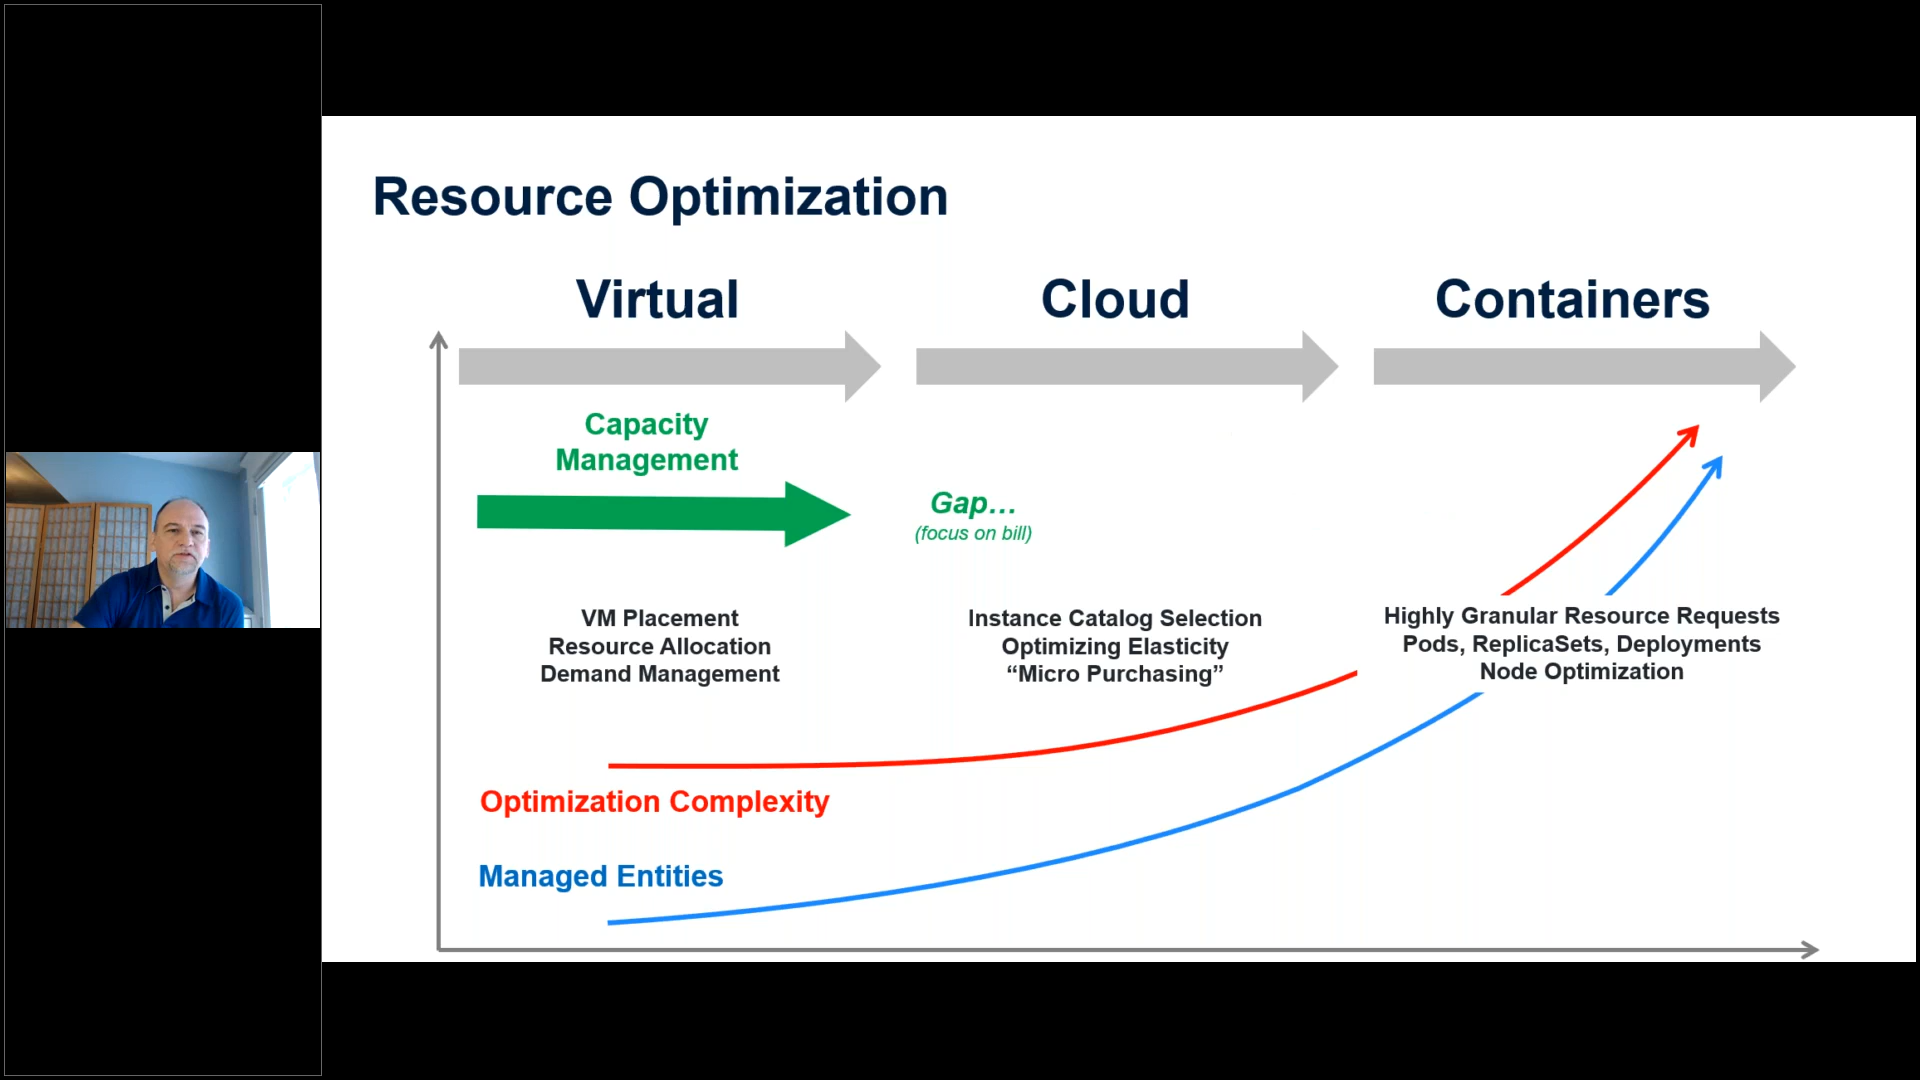 Resource Optimization
Virtual
Cloud
Containers
Capacity
Management
Gap…
(focus on bill)
VM Placement
Resource Allocation
Demand Management
Instance Catalog Selection
Optimizing Elasticity
“Micro Purchasing”
Highly Granular Resource Requests
Pods, ReplicaSets, Deployments
Node Optimization
Optimization Complexity
Managed Entities